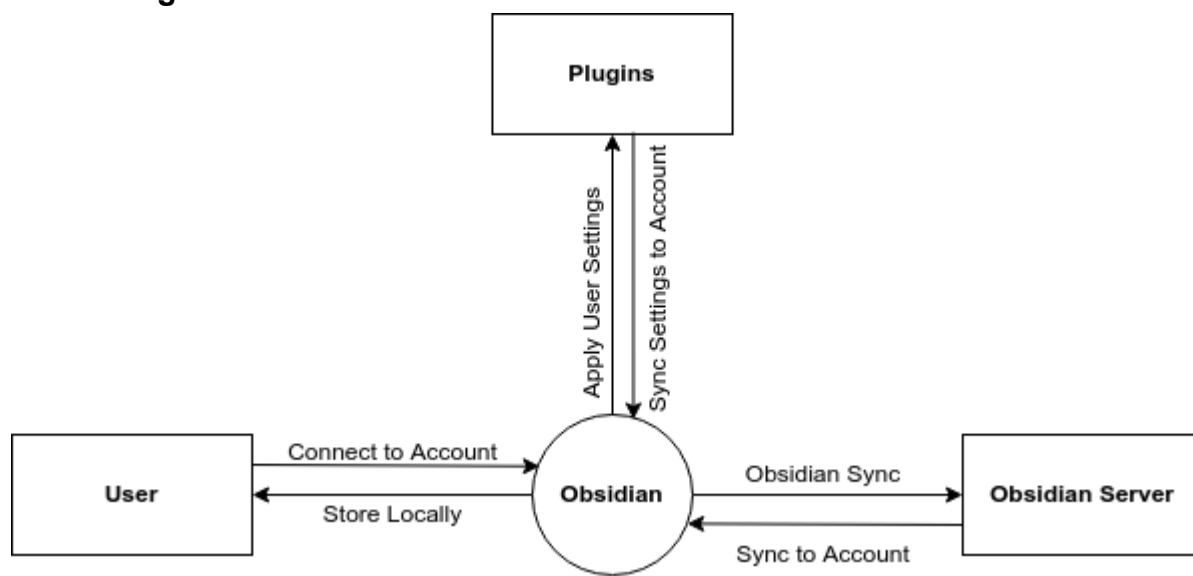 Plugins
Apply User Settings
Sync Settings to Account
Connect to Account
User
Obsidian
Obsidian Sync
Obsidian Server
Store Locally
Sync to Account